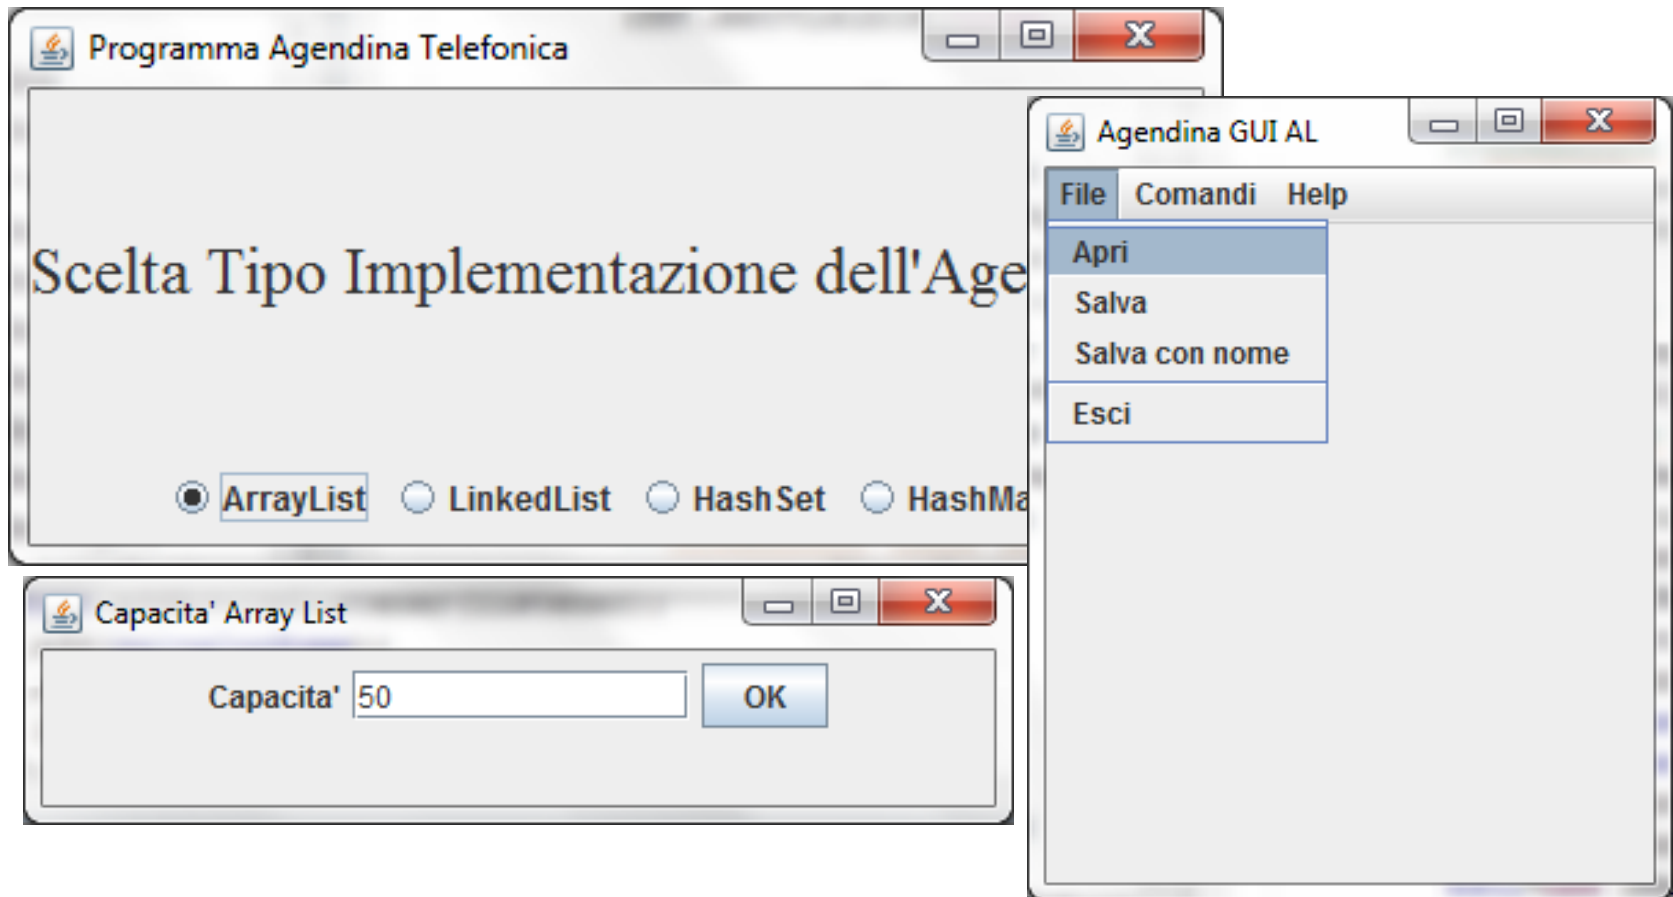 Programma Agendina Telefonica
Scelta Tipo Implementazione dell'Age
ArrayList LinkedList HashSet HashMa
Capacita' Array List
Capacita' 50 OK
Agendina GUI AL
File Comandi Help
Apri
Salva
Salva con nome
Esci